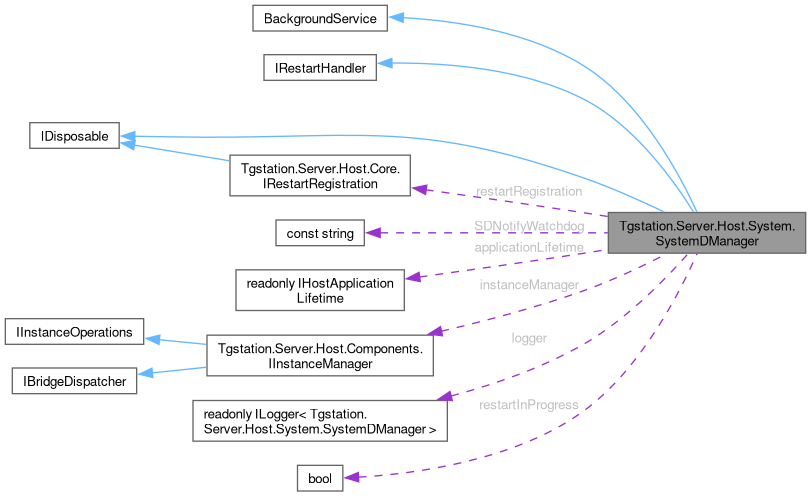 BackgroundService
IRestartHandler
IDisposable
Tgstation.Server.Host.Core.
IRestartRegistration
restartRegistration
Tgstation.Server.Host.System.
SystemDManager
const string
SDNotifyWatchdog
applicationLifetime
readonly IHostApplication
Lifetime
instanceManager
IInstanceOperations
Tgstation.Server.Host.Components.
IInstanceManager
logger
IBridgeDispatcher
restartInProgress
readonly ILogger< Tgstation.
Server.Host.System.SystemDManager >
bool